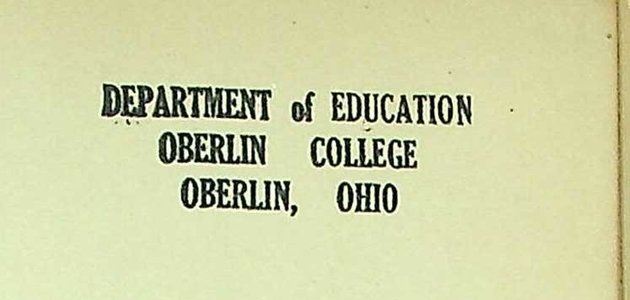 DEPARTMENT of EDUCATION
OBERLIN COLLEGE
OBERLIN, OHIO